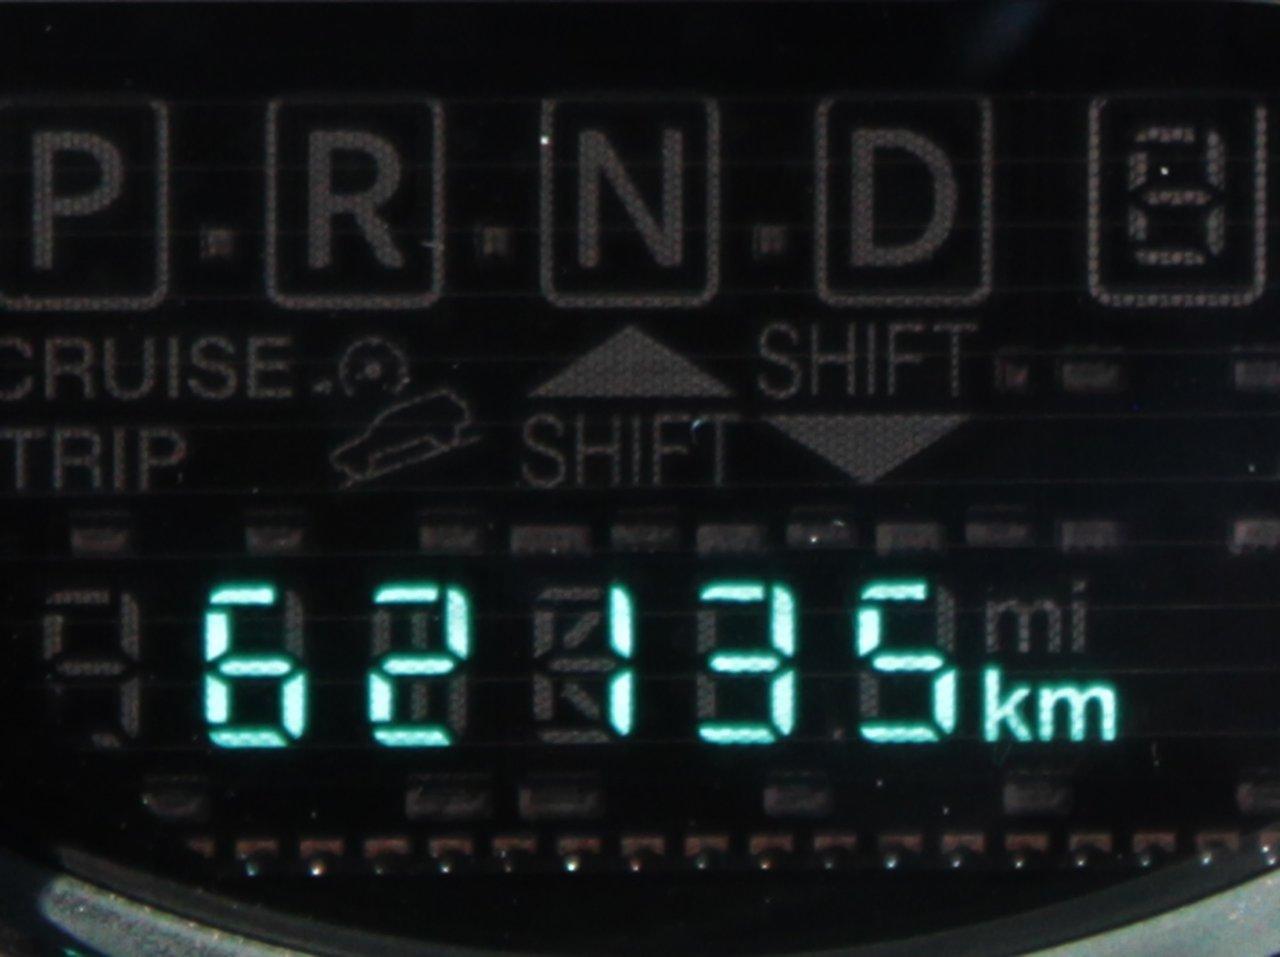 P R N D
CRUISE SHIFT
TRIP SHIFT
mi
62135 km